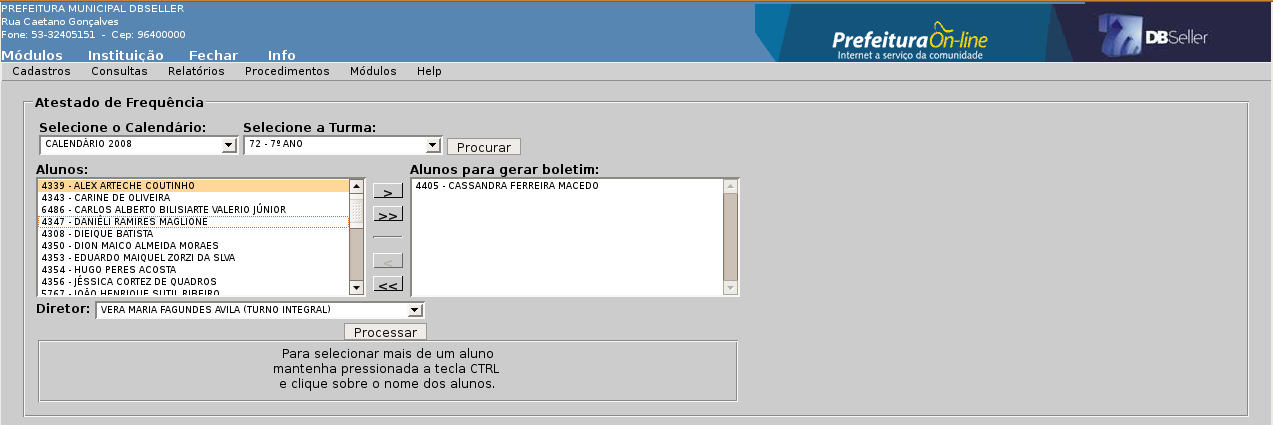 PREFEITURA MUNICIPAL DBSELLER
Rua Caetano Gonçalves
Fone: 53-32405151 - Cep: 96400000
PrefeituraOn-line
Internet a serviço da comunidade
DBSeller
Módulos Instituição Fechar Info
Cadastros Consultas Relatórios Procedimentos Módulos Help
Atestado de Frequência
Selecione o Calendário: Selecione a Turma:
CALENDÁRIO 2008 72 - 7ª ANO Procurar
Alunos: Alunos para gerar boletim:
4339 - ALEX ARTECHE COUTINHO > 4405 - CASSANDRA FERREIRA MACEDO
4343 - CARINE DE OLIVEIRA
6486 - CARLOS ALBERTO BILISIARTE VALERIO JÚNIOR >>
4347 - DANIÉLI RAMIRES MAGLIONE
4308 - DIEIQUE BATISTA
4350 - DION MAICO ALMEIDA MORAES
4353 - EDUARDO MAIQUEL ZORZI DA SLVA <
4354 - HUGO PERES ACOSTA
4356 - JÉSSICA CORTEZ DE QUADROS <<
5767 - JOÃO HENRIQUE SUTIL RIBEIRO
Diretor: VERA MARIA FAGUNDES AVILA (TURNO INTEGRAL)
Processar
Para selecionar mais de um aluno
mantenha pressionada a tecla CTRL
e clique sobre o nome dos alunos.